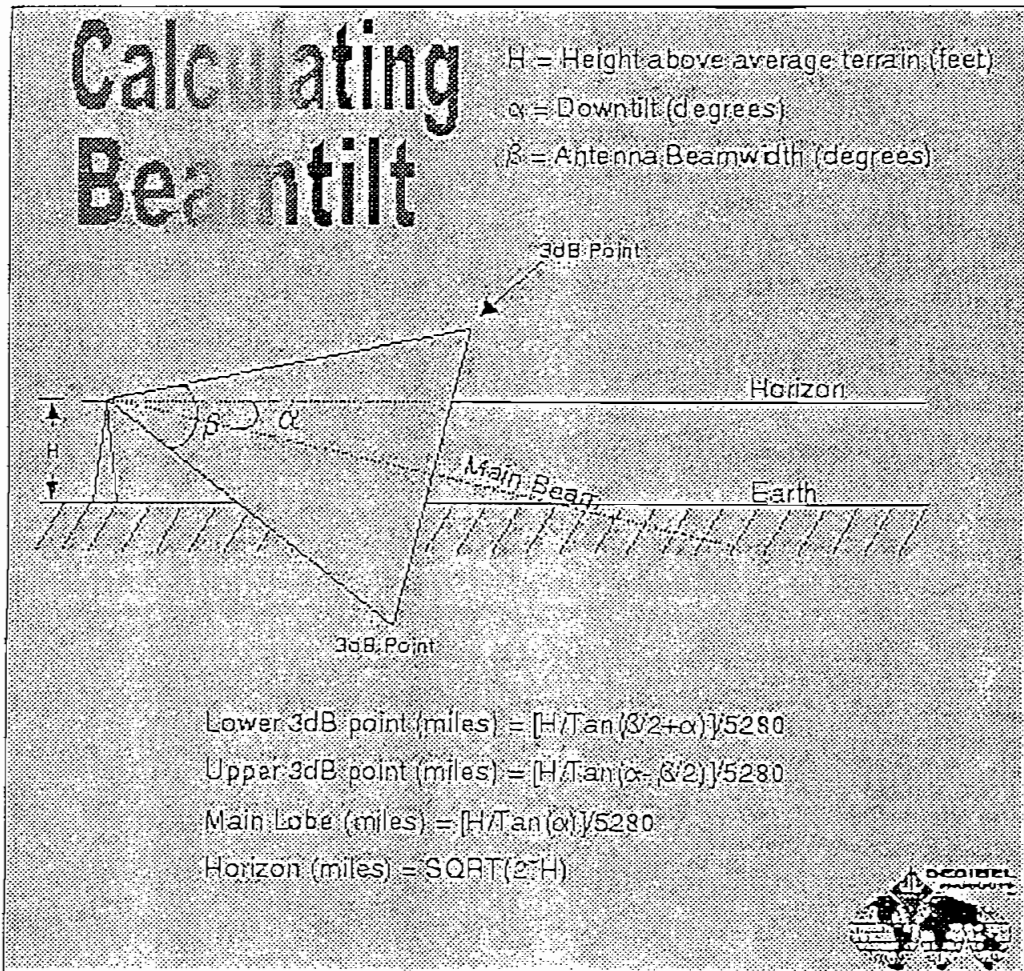 Calculating
Beamtilt
H = Height above average terrain (feet)
α = Downtilt (degrees)
β = Antenna Beamwidth (degrees)
3dB Point
Horizon
H
β
α
Main Beam
Earth
3dB Point
Lower 3dB point (miles) = [H/Tan(β/2+α)]/5280
Upper 3dB point (miles) = [H/Tan(α-(β/2)]/5280
Main Lobe (miles) = [H/Tan(α)]/5280
Horizon (miles) = SQRT(2*H)
DECIBEL
PRODUCTS